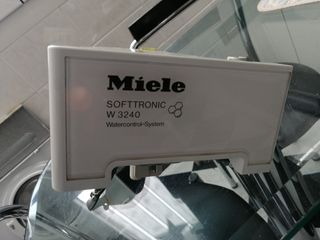 Miele
SOFTTRONIC
W 3240
Watercontrol-System